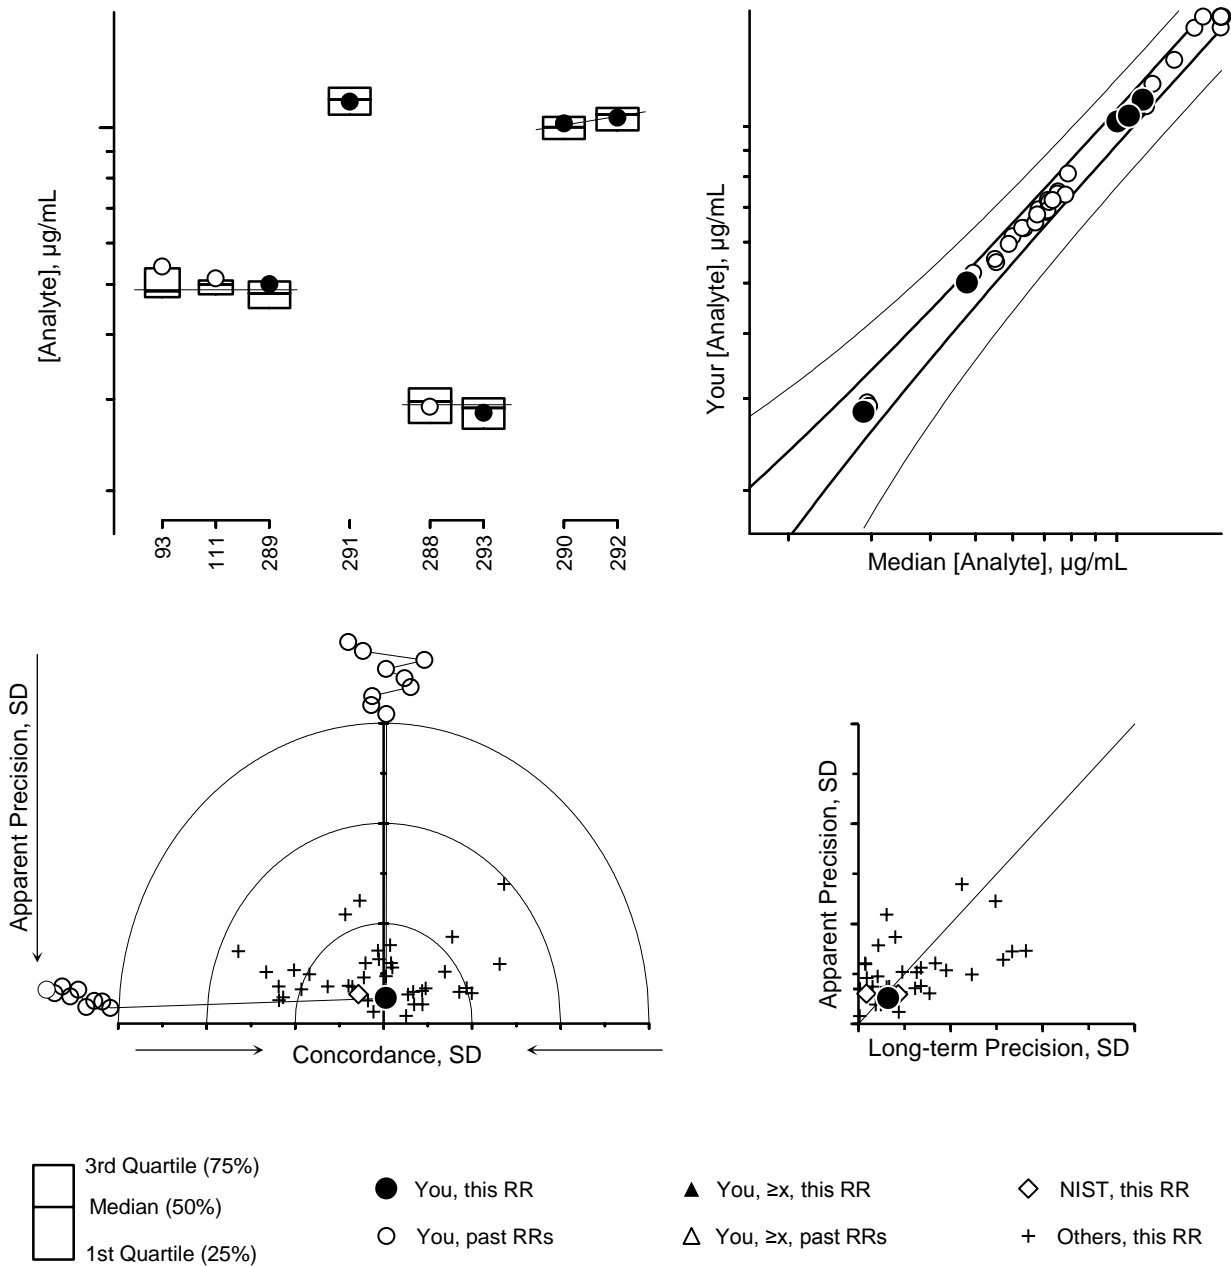 [Analyte], µg/mL
93
111
289
291
288
293
290
292
Your [Analyte], µg/mL
Median [Analyte], µg/mL
Apparent Precision, SD
Concordance, SD
Apparent Precision, SD
Long-term Precision, SD
3rd Quartile (75%)
Median (50%)
1st Quartile (25%)
You, this RR
You, past RRs
You, ≥x, this RR
You, ≥x, past RRs
NIST, this RR
Others, this RR